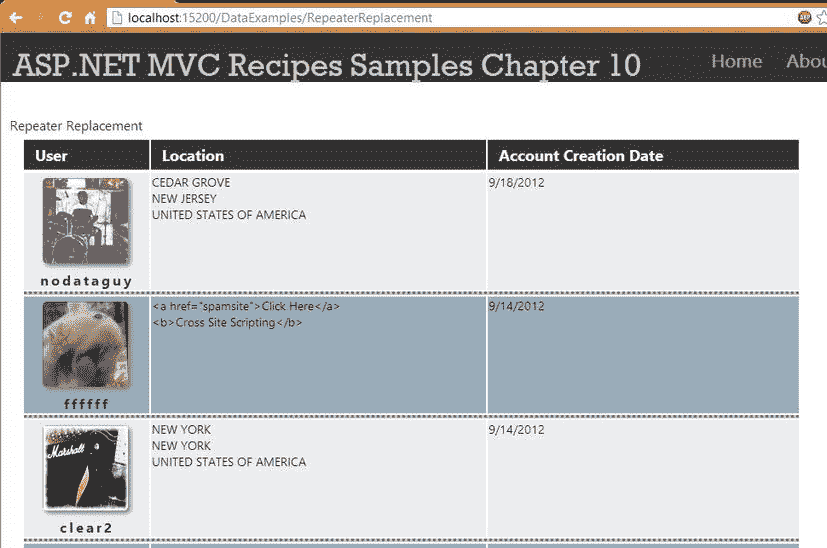 localhost:15200/DataExamples/RepeaterReplacement
ASP.NET MVC Recipes Samples Chapter 10
Home
Abou
Repeater Replacement
User
Location
Account Creation Date
CEDAR GROVE
NEW JERSEY
UNITED STATES OF AMERICA
9/18/2012
nodataguy
<a href="spamsite">Click Here</a>
<b>Cross Site Scripting</b>
9/14/2012
ffffff
NEW YORK
NEW YORK
UNITED STATES OF AMERICA
9/14/2012
Marshall
clear2